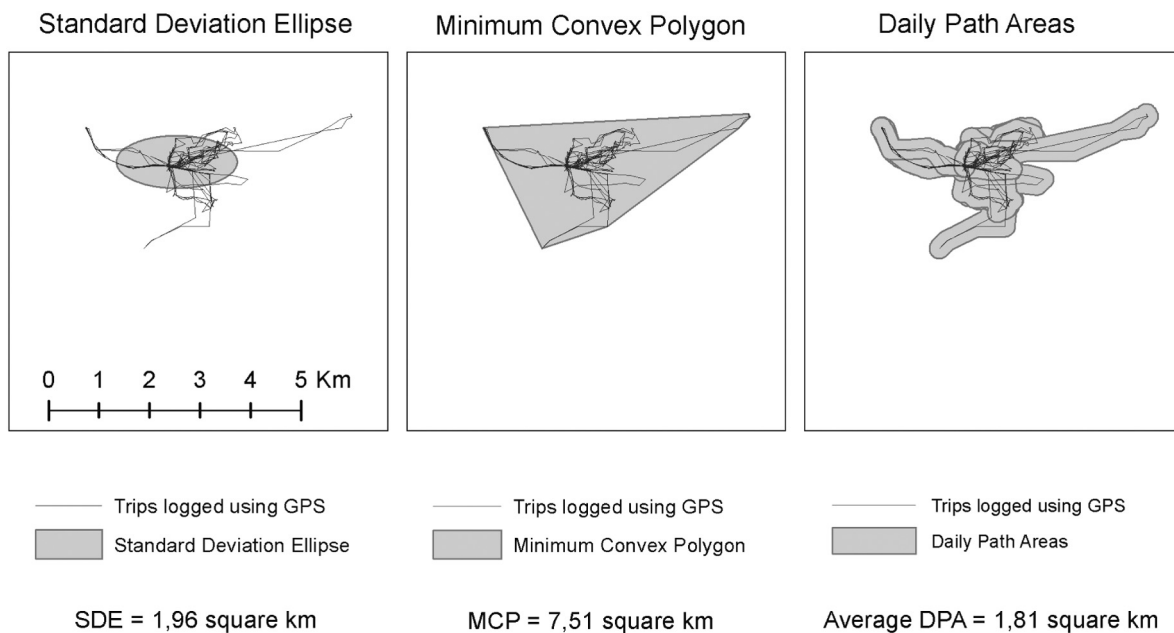 Standard Deviation Ellipse
Minimum Convex Polygon
Daily Path Areas
0 1 2 3 4 5 Km
Trips logged using GPS
Standard Deviation Ellipse
SDE = 1,96 square km
Trips logged using GPS
Minimum Convex Polygon
MCP = 7,51 square km
Trips logged using GPS
Daily Path Areas
Average DPA = 1,81 square km